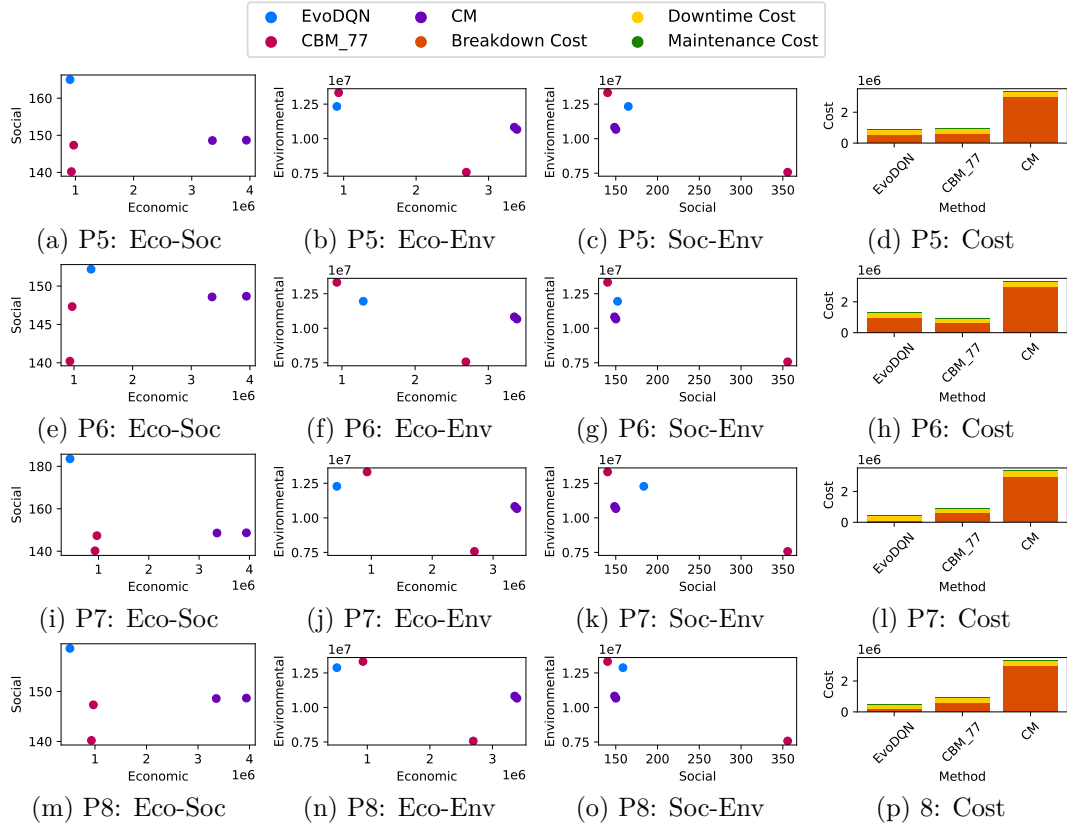 EvoDQN CM Downtime Cost
CBM_77 Breakdown Cost Maintenance Cost
Social 160 150 140 1 2 3 4 1e6 Economic
Environmental 1e7 1.25 1.00 0.75 1 2 3 1e6 Economic
Environmental 1e7 1.25 1.00 0.75 150 200 250 300 350 Social
Cost 1e6 2 0 EvoDQN CBM_77 CM Method
(a) P5: Eco-Soc (b) P5: Eco-Env (c) P5: Soc-Env (d) P5: Cost
Social 150 145 140 1 2 3 4 1e6 Economic
Environmental 1e7 1.25 1.00 0.75 1 2 3 1e6 Economic
Environmental 1e7 1.25 1.00 0.75 150 200 250 300 350 Social
Cost 1e6 2 0 EvoDQN CBM_77 CM Method
(e) P6: Eco-Soc (f) P6: Eco-Env (g) P6: Soc-Env (h) P6: Cost
Social 180 160 140 1 2 3 4 1e6 Economic
Environmental 1e7 1.25 1.00 0.75 1 2 3 1e6 Economic
Environmental 1e7 1.25 1.00 0.75 150 200 250 300 350 Social
Cost 1e6 2 0 EvoDQN CBM_77 CM Method
(i) P7: Eco-Soc (j) P7: Eco-Env (k) P7: Soc-Env (l) P7: Cost
Social 150 140 1 2 3 4 1e6 Economic
Environmental 1e7 1.25 1.00 0.75 1 2 3 1e6 Economic
Environmental 1e7 1.25 1.00 0.75 150 200 250 300 350 Social
Cost 1e6 2 0 EvoDQN CBM_77 CM Method
(m) P8: Eco-Soc (n) P8: Eco-Env (o) P8: Soc-Env (p) 8: Cost